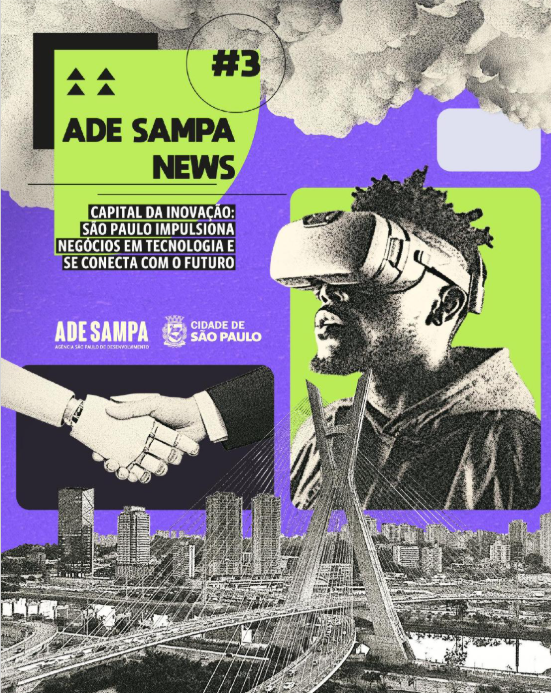 #3
ADE SAMPA
NEWS
CAPITAL DA INOVAÇÃO:
SÃO PAULO IMPULSIONA
NEGÓCIOS EM TECNOLOGIA E
SE CONECTA COM O FUTURO
ADE SAMPA
AGÊNCIA SÃO PAULO DE DESENVOLVIMENTO
CIDADE DE
SÃO PAULO